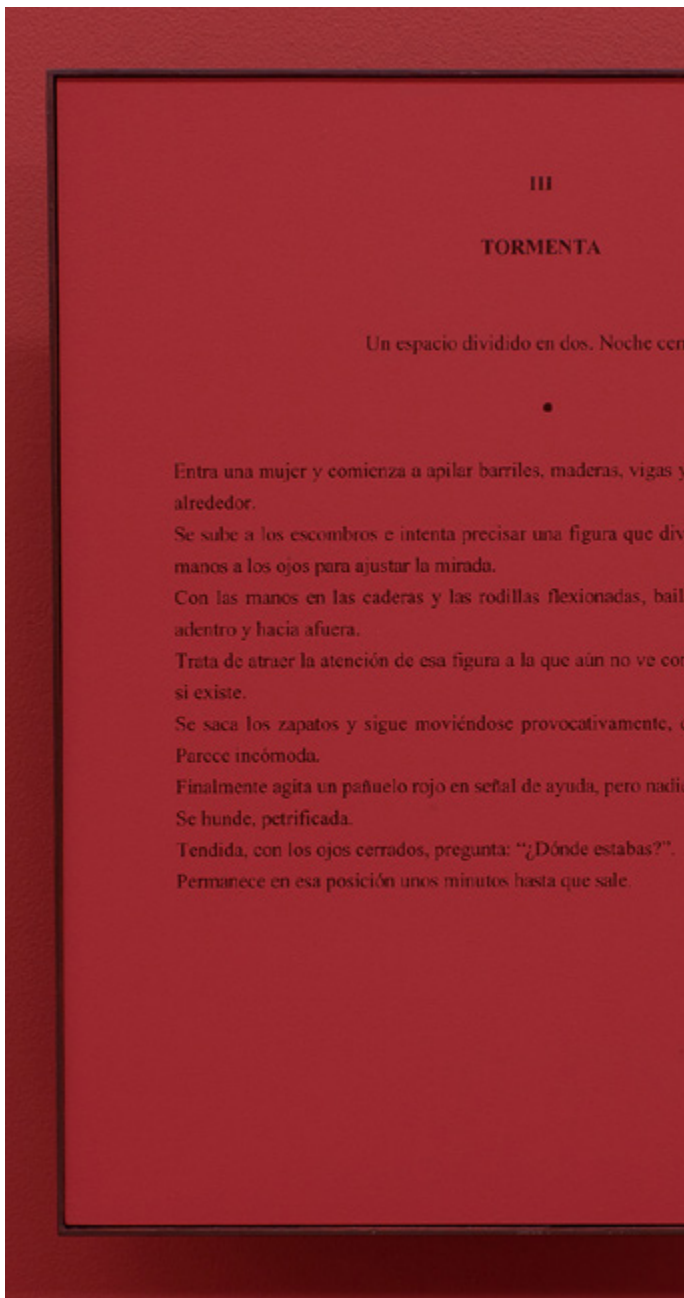 III
TORMENTA
Un espacio dividido en dos. Noche cerr
•
Entra una mujer y comienza a apilar barriles, maderas, vigas y
alrededor.
Se sube a los escombros e intenta precisar una figura que div
manos a los ojos para ajustar la mirada.
Con las manos en las caderas y las rodillas flexionadas, bail
adentro y hacia afuera.
Trata de atraer la atención de esa figura a la que aún no ve con
si existe.
Se saca los zapatos y sigue moviéndose provocativamente,
Parece incómoda.
Finalmente agita un pañuelo rojo en señal de ayuda, pero nadi
Se hunde, petrificada.
Tendida, con los ojos cerrados, pregunta: “¿Dónde estabas?”.
Permanece en esa posición unos minutos hasta que sale.